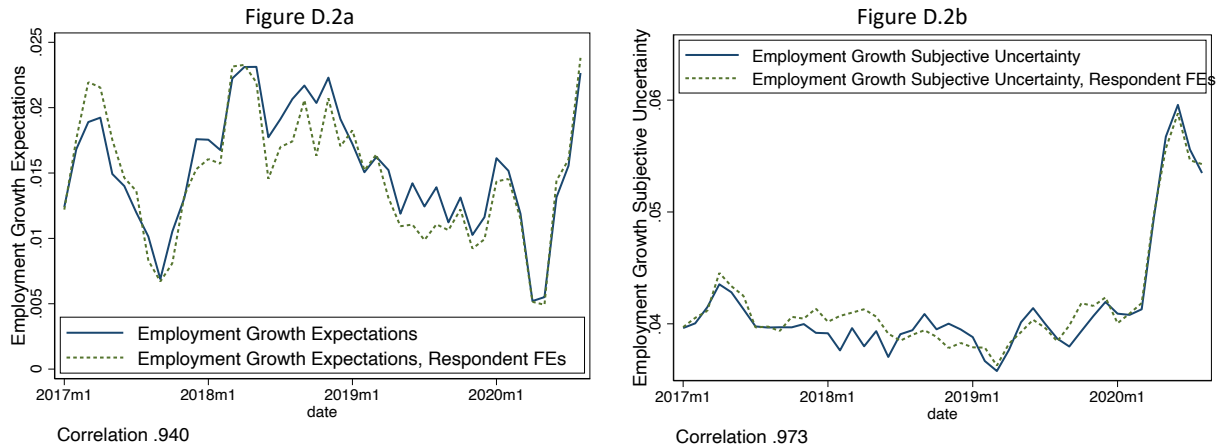 Figure D.2a
Employment Growth Expectations
.025
.02
.015
.01
.005
0
Employment Growth Expectations
Employment Growth Expectations, Respondent FEs
2017m1 2018m1 2019m1 2020m1
date
Correlation .940
Figure D.2b
Employment Growth Subjective Uncertainty
Employment Growth Subjective Uncertainty
Employment Growth Subjective Uncertainty, Respondent FEs
.06
.05
.04
2017m1 2018m1 2019m1 2020m1
date
Correlation .973